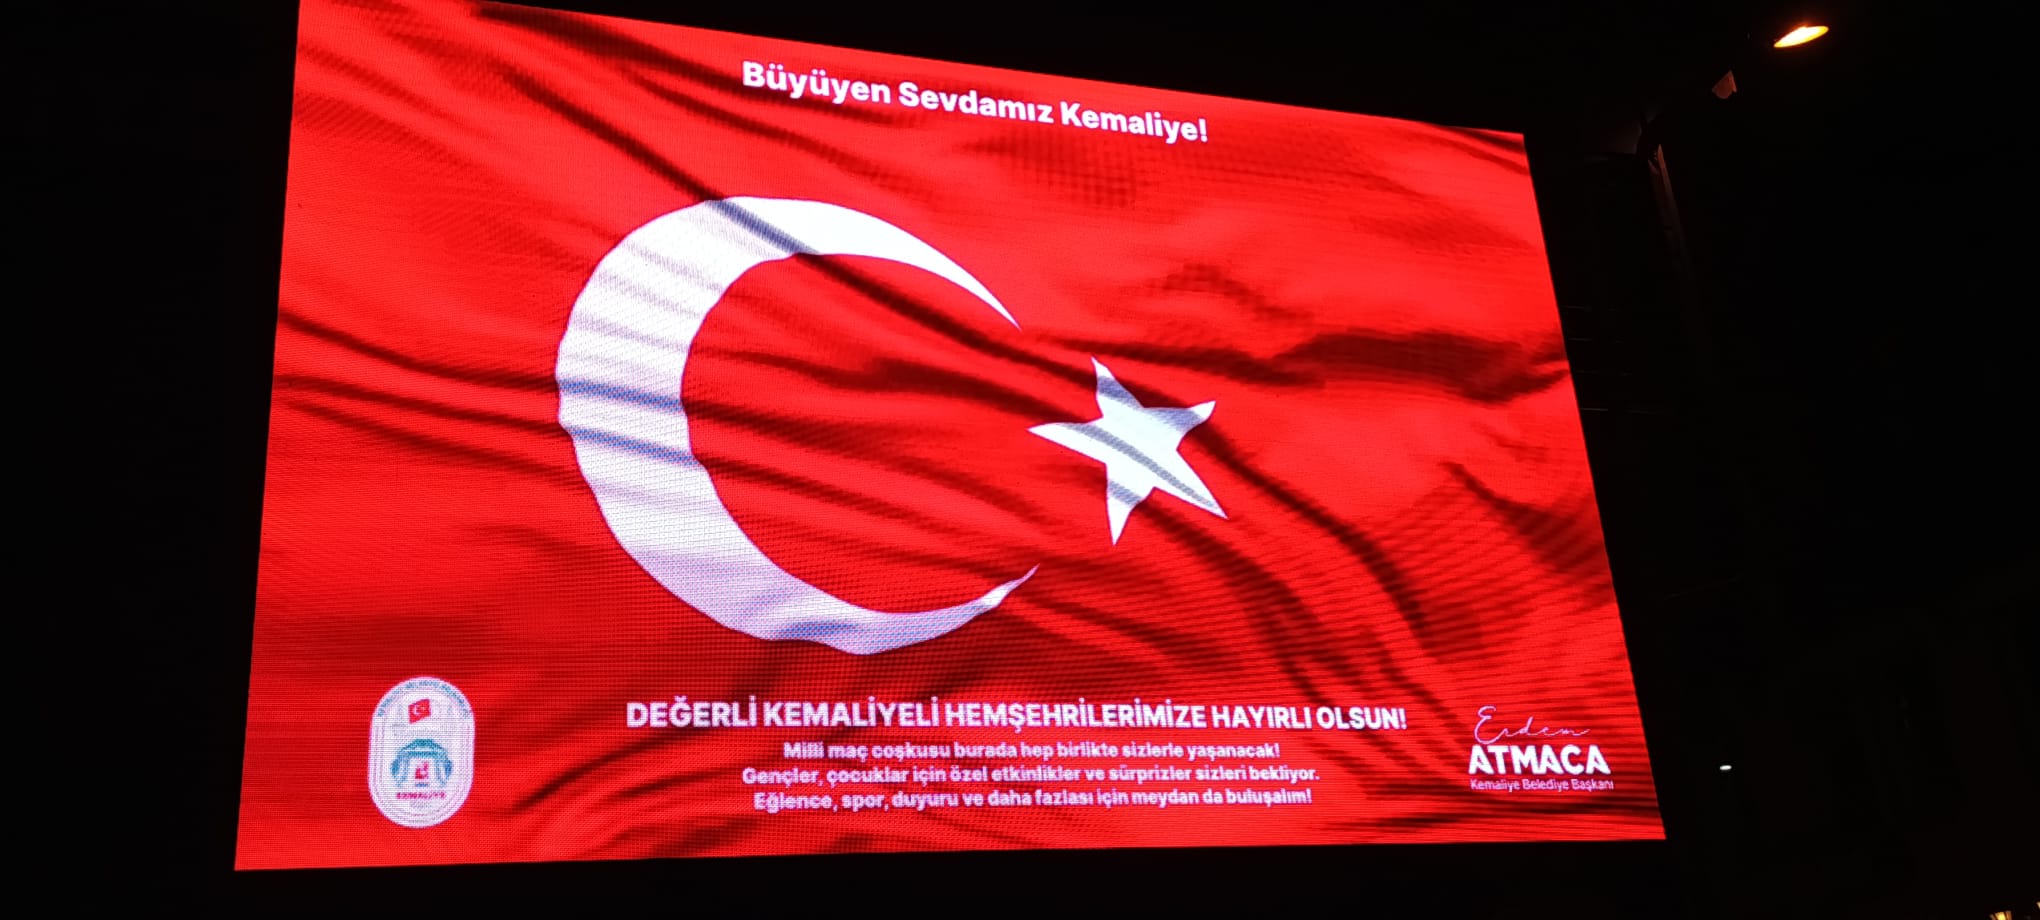 Büyüyen Sevdamız Kemaliye!
DEĞERLİ KEMALİYELİ HEMŞEHRİLERİMİZE HAYIRLI OLSUN!
Milli maç coşkusu burada hep birlikte sizlerle yaşanacak!
Gençler, çocuklar için özel etkinlikler ve sürprizler sizleri bekliyor.
Eğlence, spor, duyuru ve daha fazlası için meydan da buluşalım!
Erdem
ATMACA
Kemaliye Belediye Başkanı
KEMALİYE